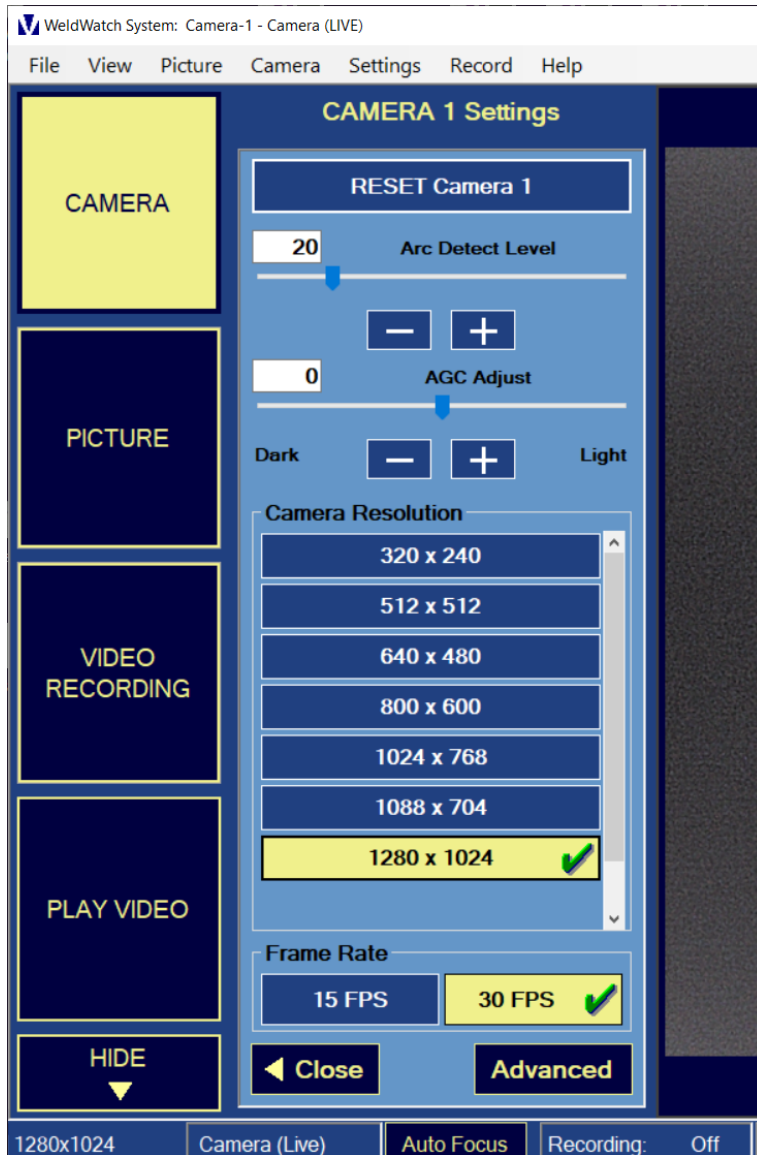 WeldWatch System:  Camera-1 - Camera (LIVE)
File View Picture Camera Settings Record Help
CAMERA
PICTURE
VIDEO
RECORDING
PLAY VIDEO
HIDE
CAMERA 1 Settings
RESET Camera 1
20 Arc Detect Level
0 AGC Adjust
Dark Light
Camera Resolution
320 x 240
512 x 512
640 x 480
800 x 600
1024 x 768
1088 x 704
1280 x 1024
Frame Rate
15 FPS 30 FPS
Close Advanced
1280x1024 Camera (Live) Auto Focus Recording: Off